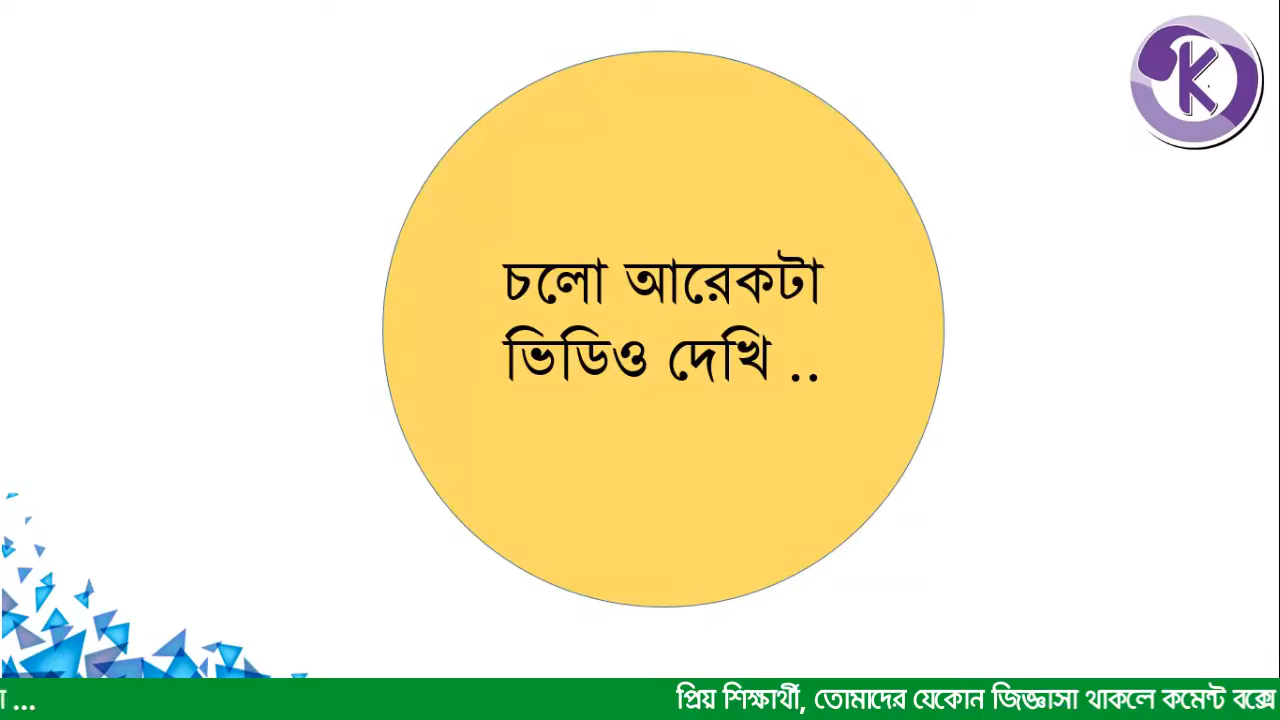 K
চলো আরেকটা
ভিডিও দেখি ..
া ... প্রিয় শিক্ষার্থী, তোমাদের যেকোন জিজ্ঞাসা থাকলে কমেন্ট বক্সে